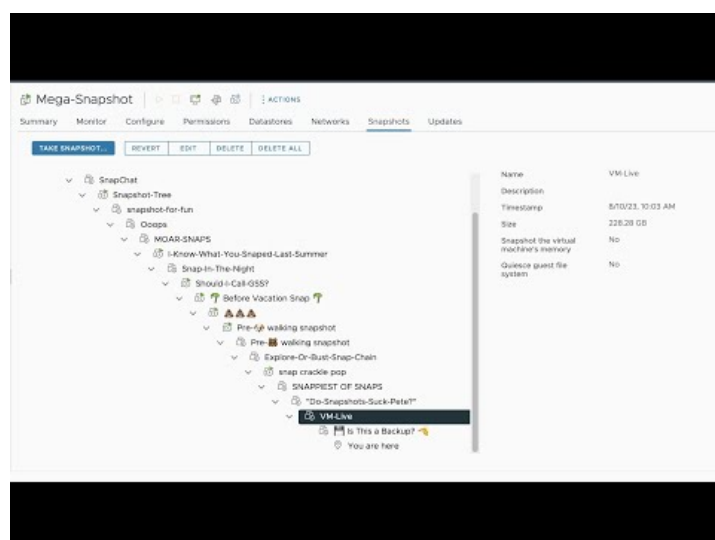 Mega-Snapshot
ACTIONS
Summary Monitor Configure Permissions Datastores Networks Snapshots Updates
TAKE SNAPSHOT... REVERT EDIT DELETE DELETE ALL
SnapChat
Snapshot-Tree
snapshot-for-fun
Ooops
MOAR-SNAPS
I-Know-What-You-Snaped-Last-Summer
Snap-In-The-Night
Should-I-Call-GSS?
🌴 Before Vacation Snap 🌴
💩💩💩
Pre-🐕 walking snapshot
Pre- walking snapshot
Explore-Or-Bust-Snap-Chain
snap crackle pop
SNAPPIEST OF SNAPS
"Do-Snapshots-Suck-Pete?"
VM-Live
💾 Is This a Backup? 🔫
You are here
Name VM-Live
Description
Timestamp 8/10/23, 10:03 AM
Size 228.28 GB
Snapshot the virtual No
machine's memory
Quiesce guest file No
system